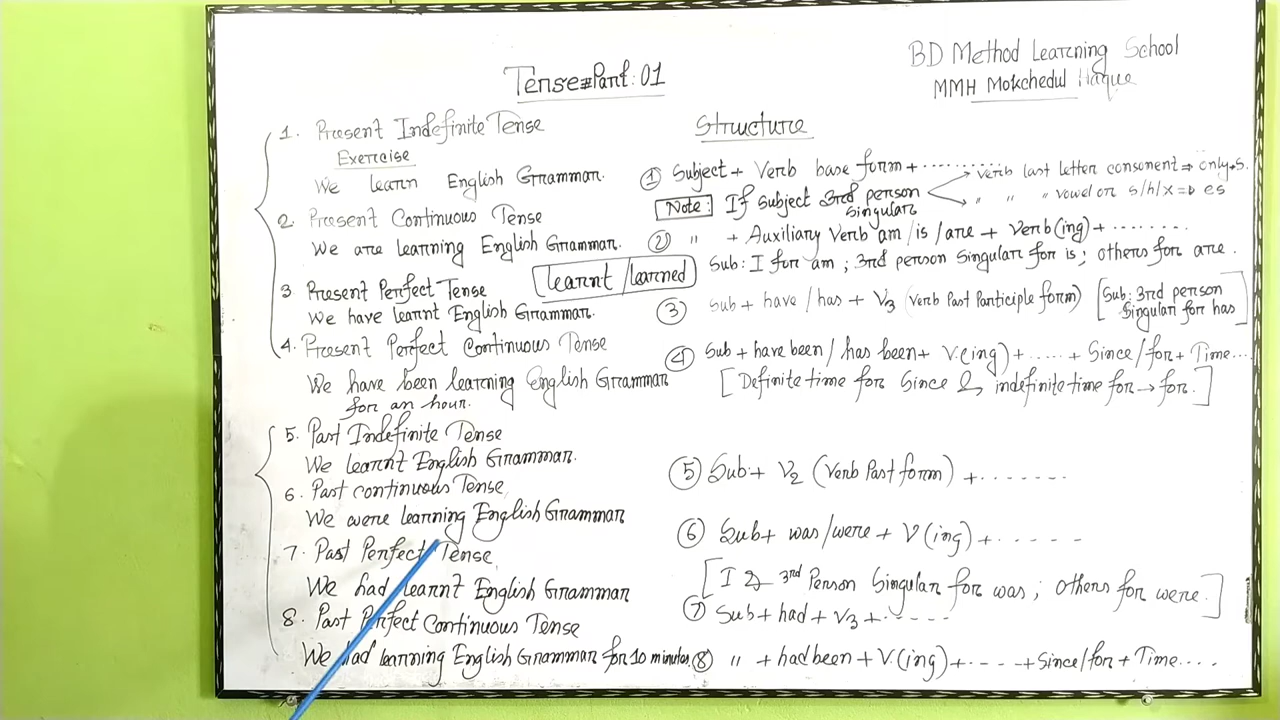 BD Method Learning School
MMH Mokchedul Haque
Tense Part: 01
1. Present Indefinite Tense
Exercise
We learn English Grammar.
2. Present Continuous Tense
We are learning English Grammar.
learnt / learned
3. Present Perfect Tense
We have learnt English Grammar.
4. Present Perfect Continuous Tense
We have been learning English Grammar
for an hour.
5. Past Indefinite Tense
We learnt English Grammar.
6. Past continuous Tense
We were learning English Grammar
7. Past Perfect Tense
We had learnt English Grammar
8. Past Perfect Continuous Tense
We had learning English Grammar for 10 minutes.
Structure
① Subject + Verb base form + ..........
verb last letter consonent ⇒ only + s.
Note: If subject 3rd person
singular
" " " vowel or s/h/x ⇒ es
② " + Auxiliary Verb am / is / are + Verb(ing) + ........
Sub: I for am ; 3rd person singular for is; others for are.
③ Sub + have / has + V3 (Verb Past Participle form) [Sub: 3rd person
singular for has]
④ Sub + have been / has been + V.(ing) + ..... + Since/for + Time...
[Definite time for Since & indefinite time for → for.]
⑤ Sub + V2 (Verb Past form) + .......
⑥ Sub + was/were + V (ing) + .....
[I & 3rd Person Singular for was; others for were.]
⑦ Sub + had + V3 + .....
⑧ " + had been + V.(ing) + .... + Since/for + Time....